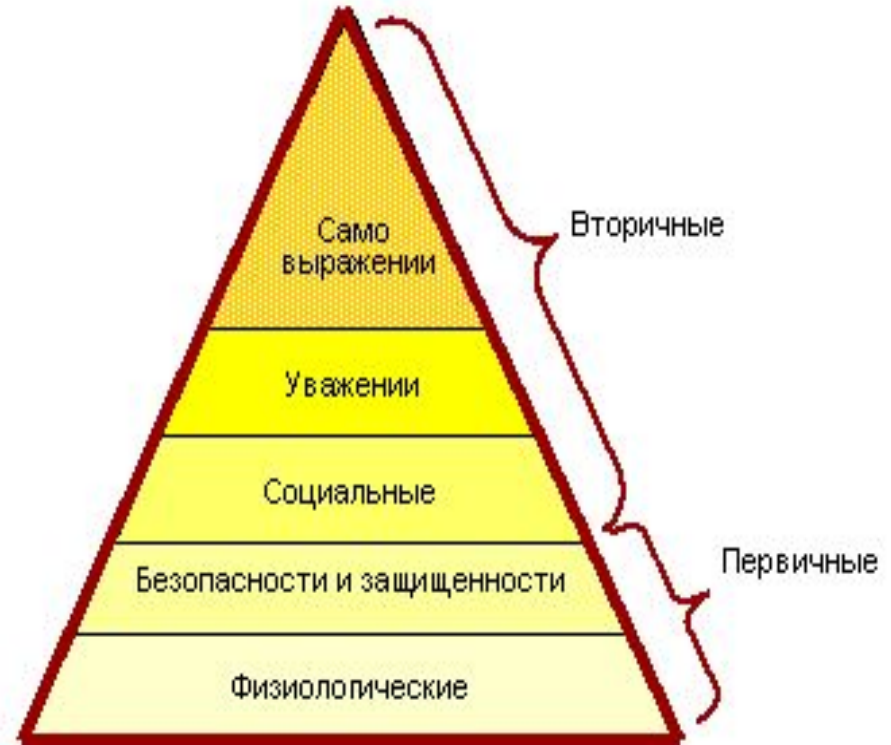 Само
выражении
Вторичные
Уважении
Социальные
Безопасности и защищенности
Первичные
Физиологические